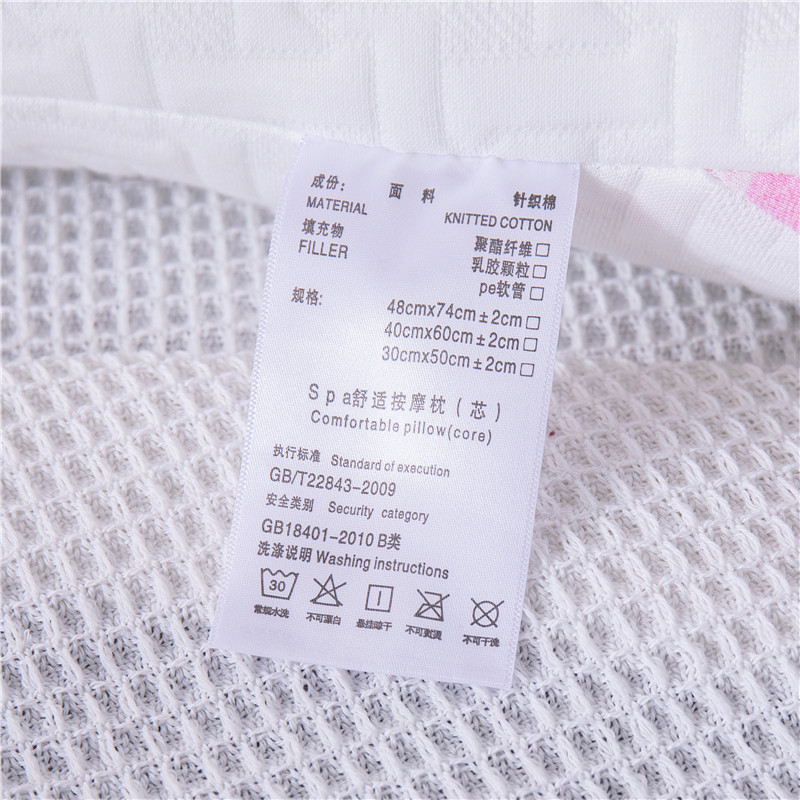 成份： 面 料 针织棉
MATERIAL KNITTED COTTON
填充物 聚酯纤维□
FILLER 乳胶颗粒□
pe软管□
规格： 48cmx74cm±2cm□
40cmx60cm±2cm□
30cmx50cm±2cm□
Spa舒适按摩枕（芯）
Comfortable pillow(core)
执行标准 Standard of execution
GB/T22843-2009
安全类别 Security category
GB18401-2010 B类
洗涤说明 Washing instructions
30
常规水洗 不可漂白 悬挂晾干 不可熨烫 不可干洗